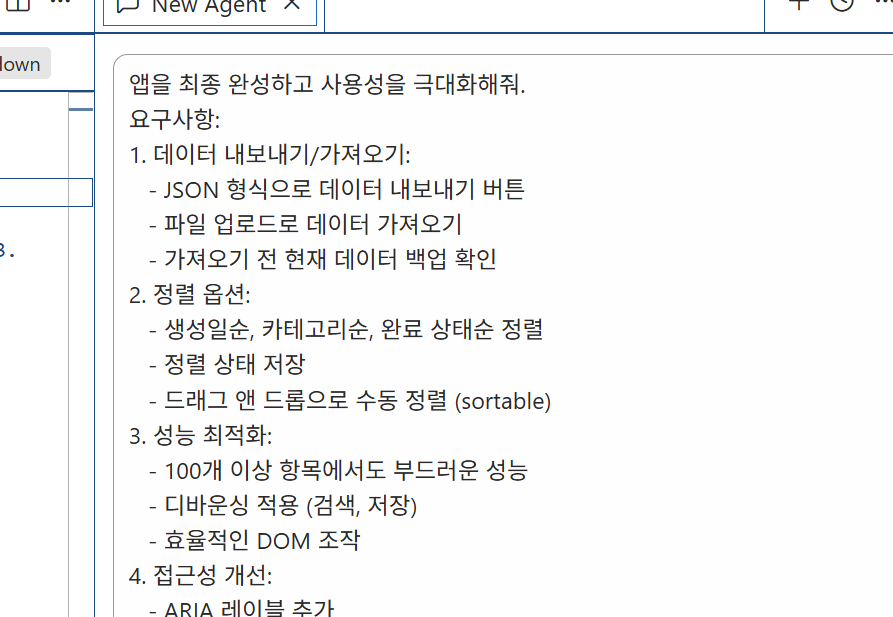 New Agent
앱을 최종 완성하고 사용성을 극대화해줘.
요구사항:
1. 데이터 내보내기/가져오기:
- JSON 형식으로 데이터 내보내기 버튼
- 파일 업로드로 데이터 가져오기
- 가져오기 전 현재 데이터 백업 확인
2. 정렬 옵션:
- 생성일순, 카테고리순, 완료 상태순 정렬
- 정렬 상태 저장
- 드래그 앤 드롭으로 수동 정렬 (sortable)
3. 성능 최적화:
- 100개 이상 항목에서도 부드러운 성능
- 디바운싱 적용 (검색, 저장)
- 효율적인 DOM 조작
4. 접근성 개선:
- ARIA 레이블 추가